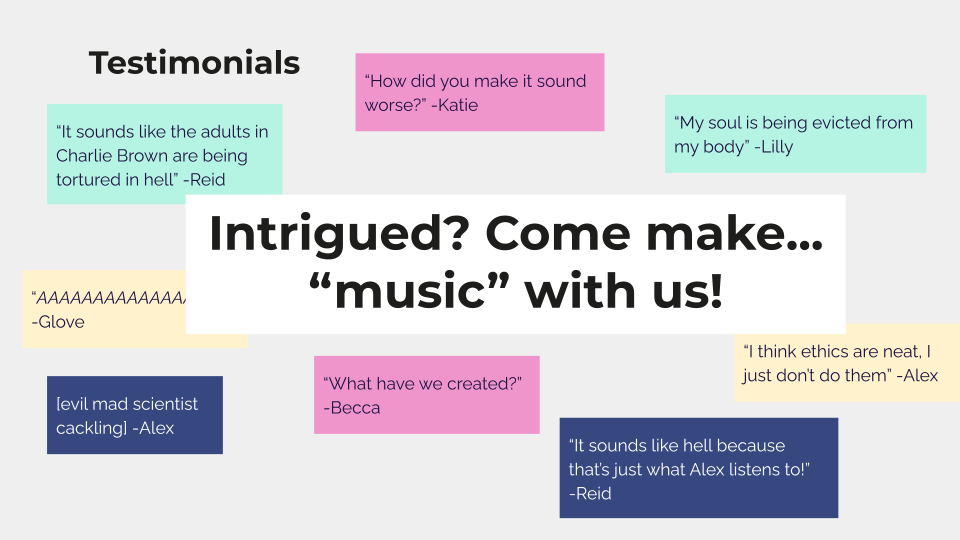 Testimonials
“How did you make it sound
worse?” -Katie
“My soul is being evicted from
my body” -Lilly
“It sounds like the adults in
Charlie Brown are being
tortured in hell” -Reid
Intrigued? Come make...
“music” with us!
“AAAAAAAAAAAAAA
-Glove
“I think ethics are neat, I
just don’t do them” -Alex
[evil mad scientist
cackling] -Alex
“What have we created?”
-Becca
“It sounds like hell because
that’s just what Alex listens to!”
-Reid